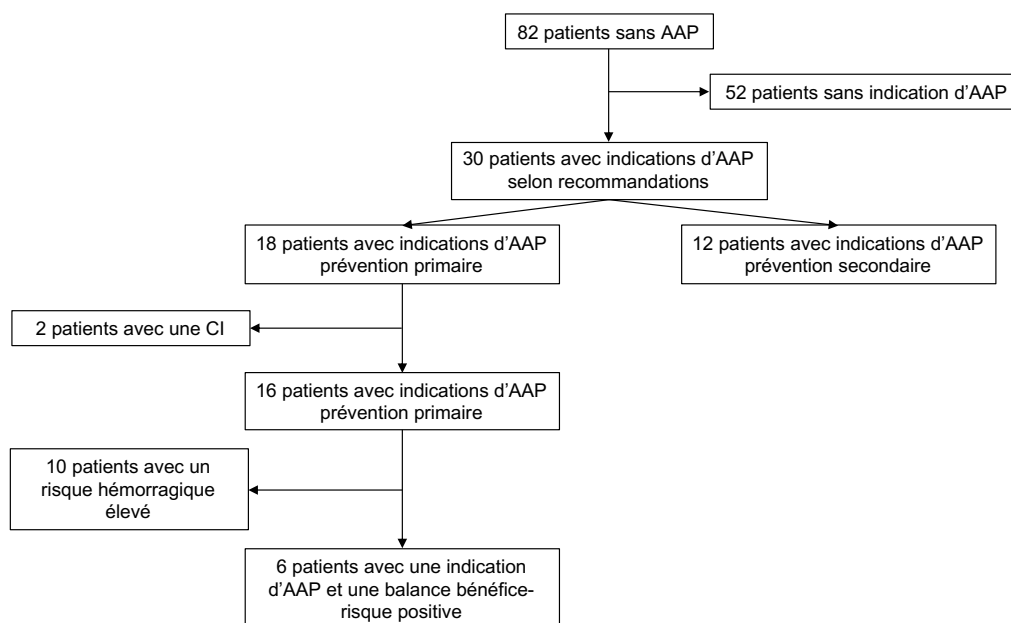 82 patients sans AAP
52 patients sans indication d’AAP
30 patients avec indications d’AAP
selon recommandations
18 patients avec indications d’AAP
prévention primaire
12 patients avec indications d’AAP
prévention secondaire
2 patients avec une CI
16 patients avec indications d’AAP
prévention primaire
10 patients avec un
risque hémorragique
élevé
6 patients avec une indication
d’AAP et une balance bénéfice-
risque positive